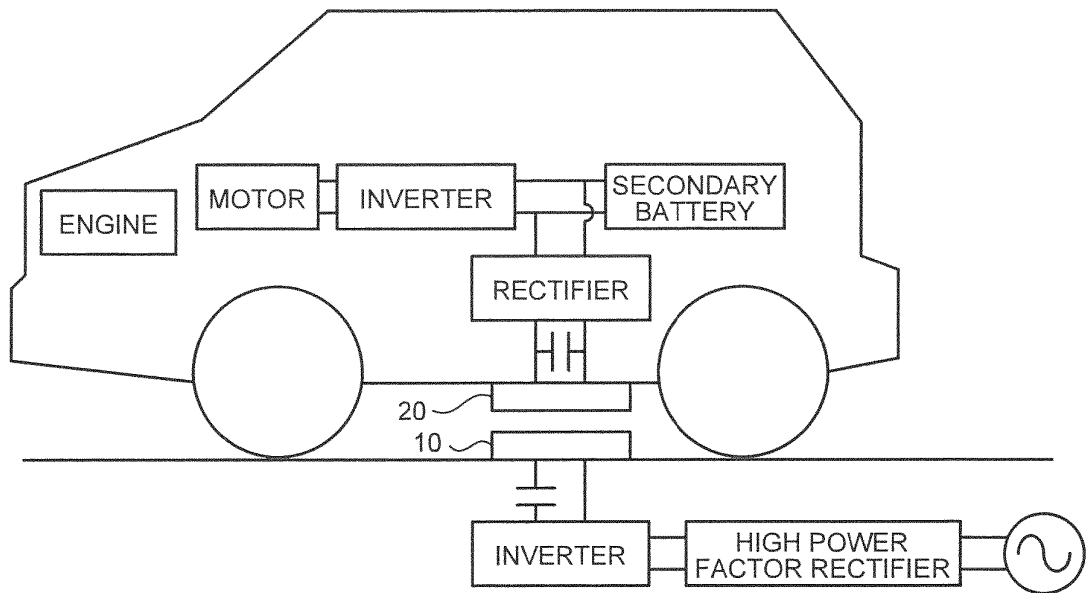 ENGINE
MOTOR
INVERTER
SECONDARY
BATTERY
RECTIFIER
20
10
INVERTER
HIGH POWER
FACTOR RECTIFIER